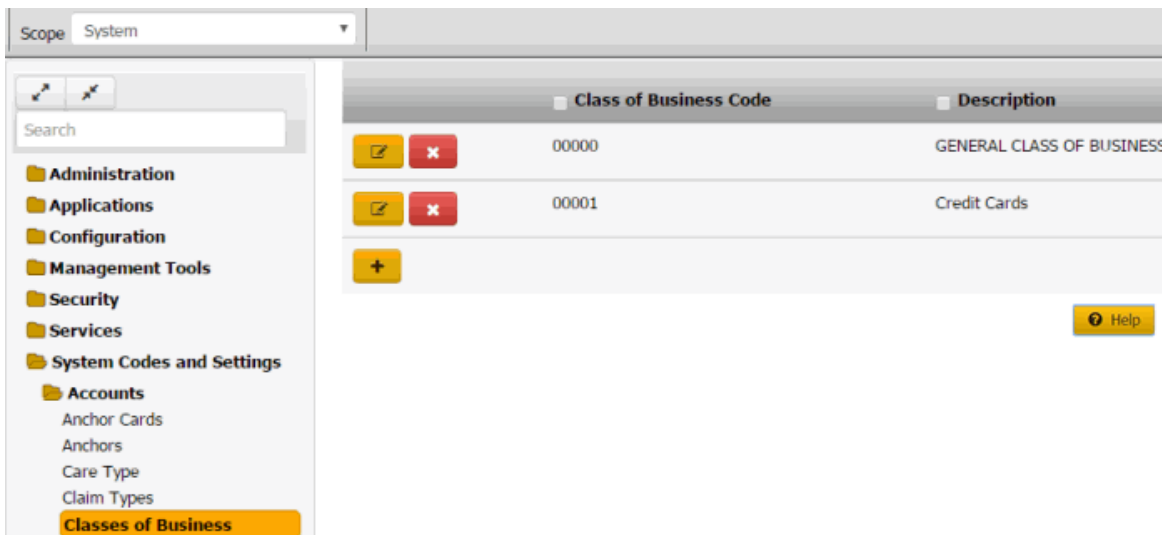 Scope System
Search
Administration
Applications
Configuration
Management Tools
Security
Services
System Codes and Settings
Accounts
Anchor Cards
Anchors
Care Type
Claim Types
Classes of Business
Class of Business Code Description
00000 GENERAL CLASS OF BUSINESS
00001 Credit Cards
Help